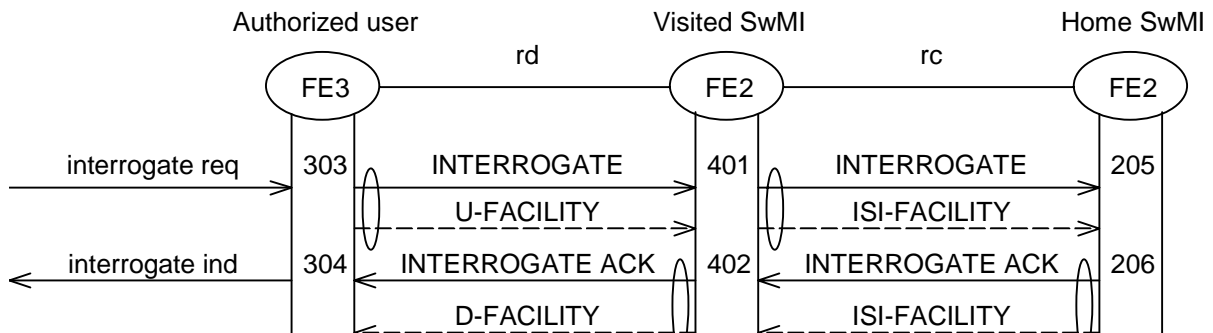 Authorized user Visited SwMI Home SwMI
rd rc
FE3 FE2 FE2
interrogate req 303 INTERROGATE 401 INTERROGATE 205
U-FACILITY ISI-FACILITY
interrogate ind 304 INTERROGATE ACK 402 INTERROGATE ACK 206
D-FACILITY ISI-FACILITY